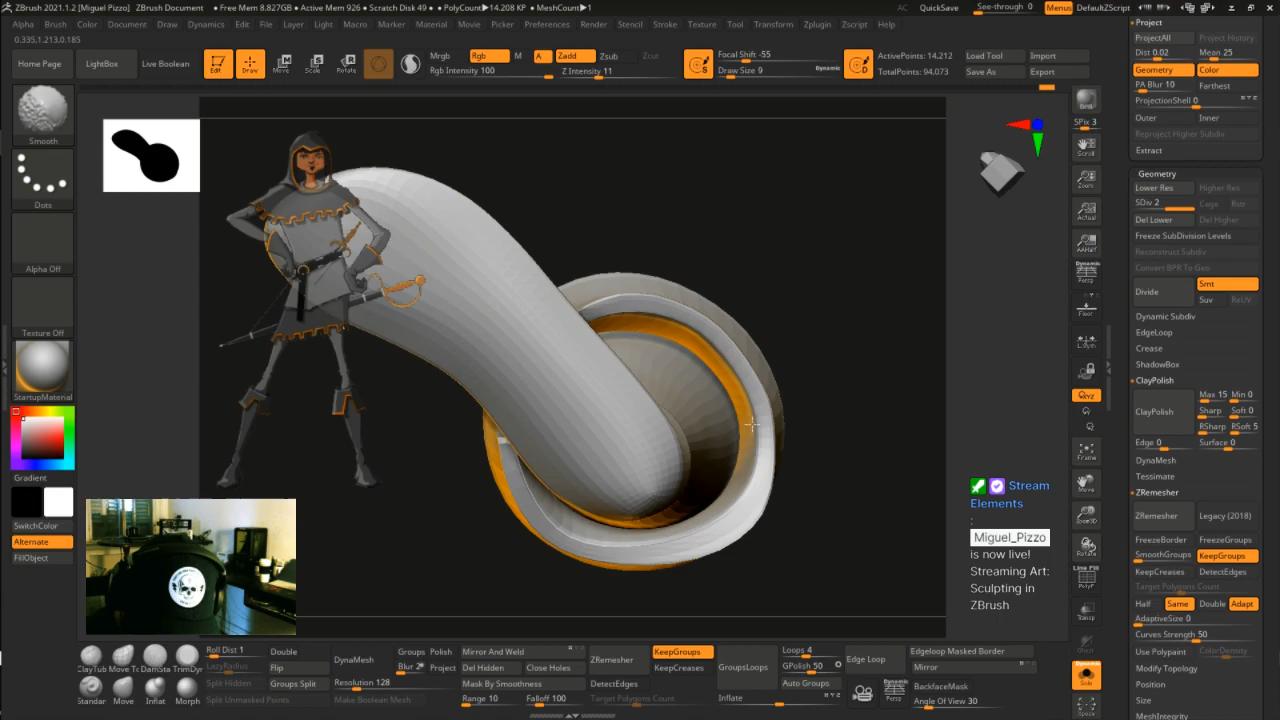 ZBrush 2021.1.2 [Miguel Pizzo] ZBrush Document • Free Mem 8.827GB • Active Mem 926 • Scratch Disk 49 • PolyCount▶14.208 KP • MeshCount▶1 AC QuickSave See-through 0 Menus DefaultZScript
Alpha Brush Color Document Draw Dynamics Edit File Layer Light Macro Marker Material Movie Picker Preferences Render Stencil Stroke Texture Tool Transform Zplugin Zscript Help
0.335,1.213,0.185
Home Page LightBox Live Boolean Edit Draw Move Scale Rotate Mrgb Rgb M A Zadd Zsub Zcut Focal Shift -55 ActivePoints: 14,212 Load Tool Import
Rgb Intensity 100 Z Intensity 11 Draw Size 9 Dynamic TotalPoints: 94,073 Save As Export
Smooth
Dots
Alpha Off
Texture Off
StartupMaterial
Gradient
SwitchColor
Alternate
FillObject
BPR
SPix 3
Scroll
Zoom
Actual
AAHalf
Dynamic
Persp
Floor
L.Sym
Frame
Move
Zoom3D
Rotate
Line Fill
PolyF
Transp
Dynamic
Solo
Xpose
Project
ProjectAll Project History
Dist 0.02 Mean 25
Geometry Color
PA Blur 10 Farthest
ProjectionShell 0
Outer Inner
Reproject Higher Subdiv
Extract
Geometry
Lower Res Higher Res
SDiv 2 Cage Rstr
Del Lower Del Higher
Freeze SubDivision Levels
Reconstruct Subdiv
Convert BPR To Geo
Divide Smt
Suv ReUV
Dynamic Subdiv
EdgeLoop
Crease
ShadowBox
ClayPolish
ClayPolish Max 15 Min 0
Sharp Soft 0
RSharp RSoft 5
Edge 0 Surface 0
DynaMesh
Tessimate
ZRemesher
ZRemesher Legacy (2018)
FreezeBorder FreezeGroups
SmoothGroups KeepGroups
KeepCreases DetectEdges
Target Polygons Count
Half Same Double Adapt
AdaptiveSize 0
Curves Strength 50
Use Polypaint ColorDensity
Modify Topology
Position
Size
MeshIntegrity
Stream
Elements
:
Miguel_Pizzo
is now live!
Streaming Art:
Sculpting in
ZBrush
ClayTub Move To DamSta TrimDyn
Standar Move Inflat Morph
Roll Dist 1 Double
LazyRadius Flip
Split Hidden Groups Split
Split Unmasked Points
DynaMesh Groups Polish
Blur 2 Project
Resolution 128
Make Boolean Mesh
Mirror And Weld
Del Hidden Close Holes
Mask By Smoothness
Range 10 Falloff 100
ZRemesher KeepGroups
KeepCreases
DetectEdges
Target Polygons Count
GroupsLoops Loops 4
GPolish 50
Auto Groups
Inflate
Edge Loop Edgeloop Masked Border
Mirror
Dynamic
Persp
BackfaceMask
Angle Of View 30